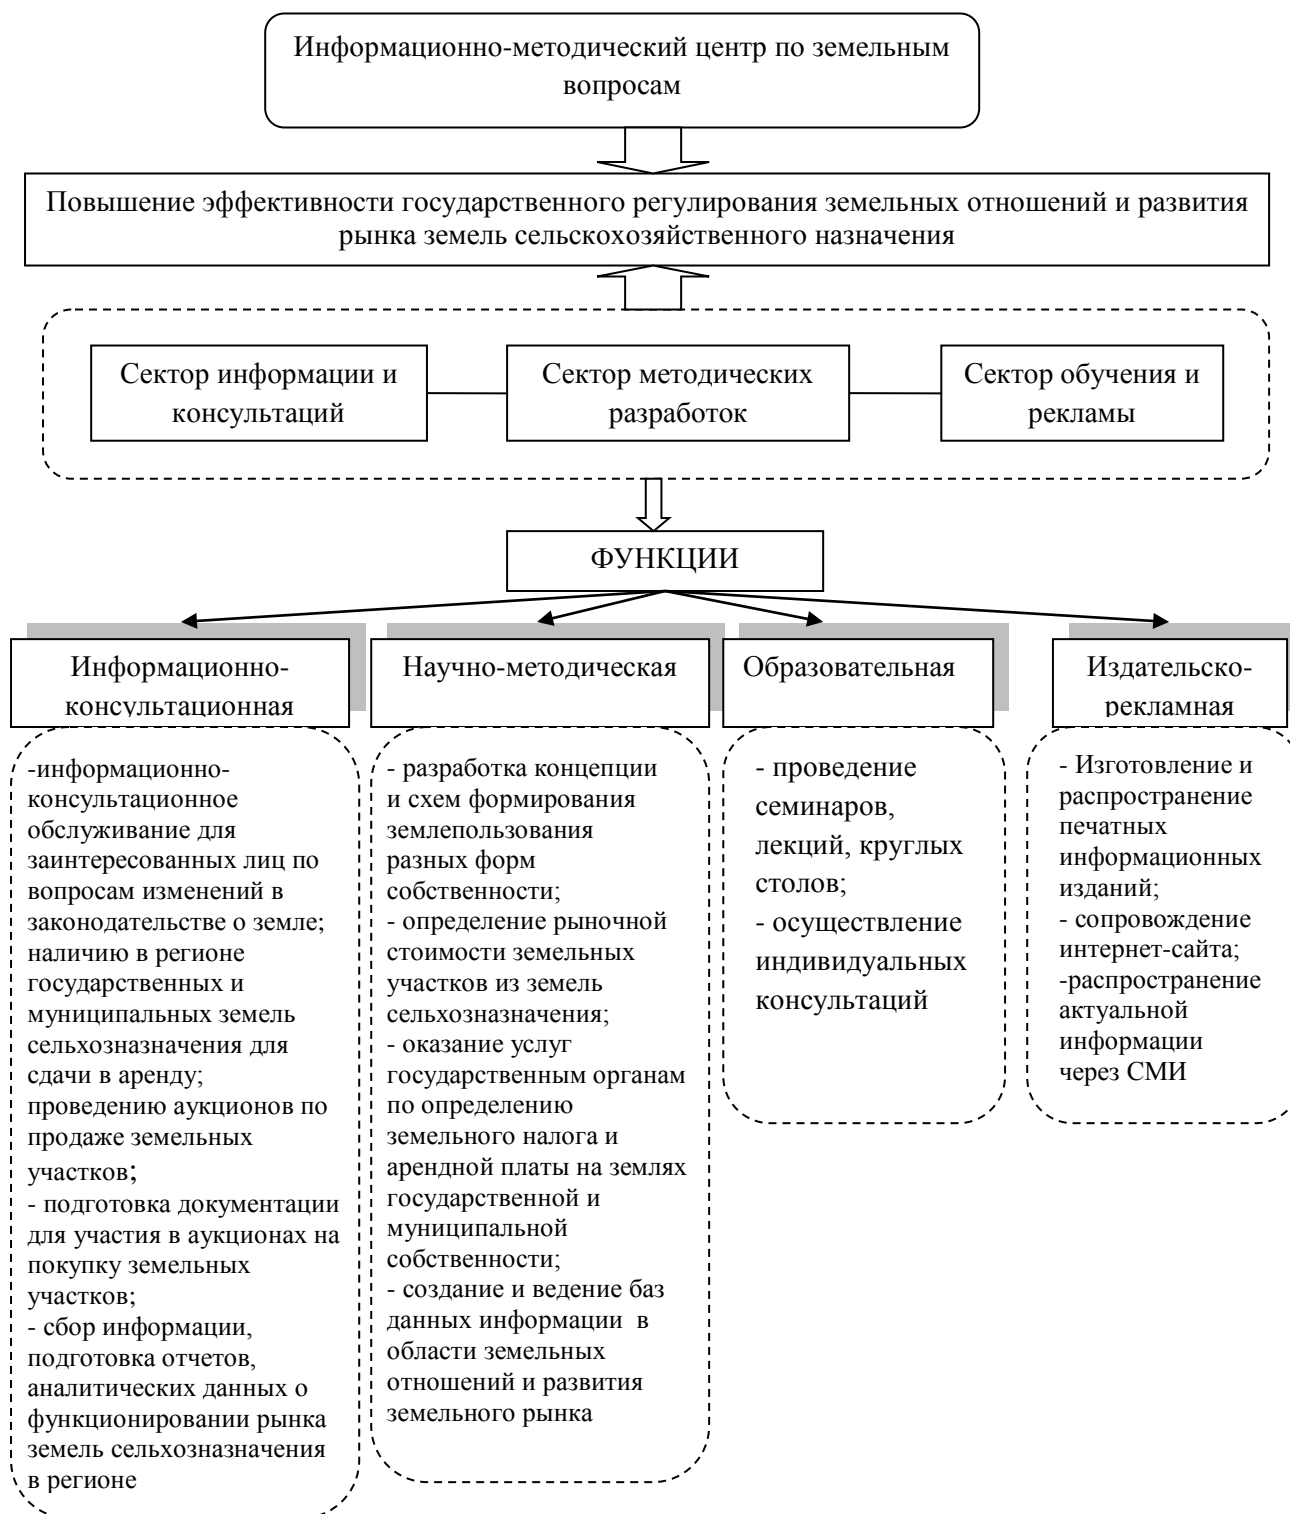 Информационно-методический центр по земельным
вопросам
Повышение эффективности государственного регулирования земельных отношений и развития
рынка земель сельскохозяйственного назначения
Сектор информации и
консультаций
Сектор методических
разработок
Сектор обучения и
рекламы
ФУНКЦИИ
Информационно-
консультационная
Научно-методическая
Образовательная
Издательско-
рекламная
-информационно-
консультационное
обслуживание для
заинтересованных лиц по
вопросам изменений в
законодательстве о земле;
наличию в регионе
государственных и
муниципальных земель
сельхозназначения для
сдачи в аренду;
проведению аукционов по
продаже земельных
участков;
- подготовка документации
для участия в аукционах на
покупку земельных
участков;
- сбор информации,
подготовка отчетов,
аналитических данных о
функционировании рынка
земель сельхозназначения
в регионе
- разработка концепции
и схем формирования
землепользования
разных форм
собственности;
- определение рыночной
стоимости земельных
участков из земель
сельхозназначения;
- оказание услуг
государственным органам
по определению
земельного налога и
арендной платы на землях
государственной и
муниципальной
собственности;
- создание и ведение баз
данных информации в
области земельных
отношений и развития
земельного рынка
- проведение
семинаров,
лекций, круглых
столов;
- осуществление
индивидуальных
консультаций
- Изготовление и
распространение
печатных
информационных
изданий;
- сопровождение
интернет-сайта;
-распространение
актуальной
информации
через СМИ